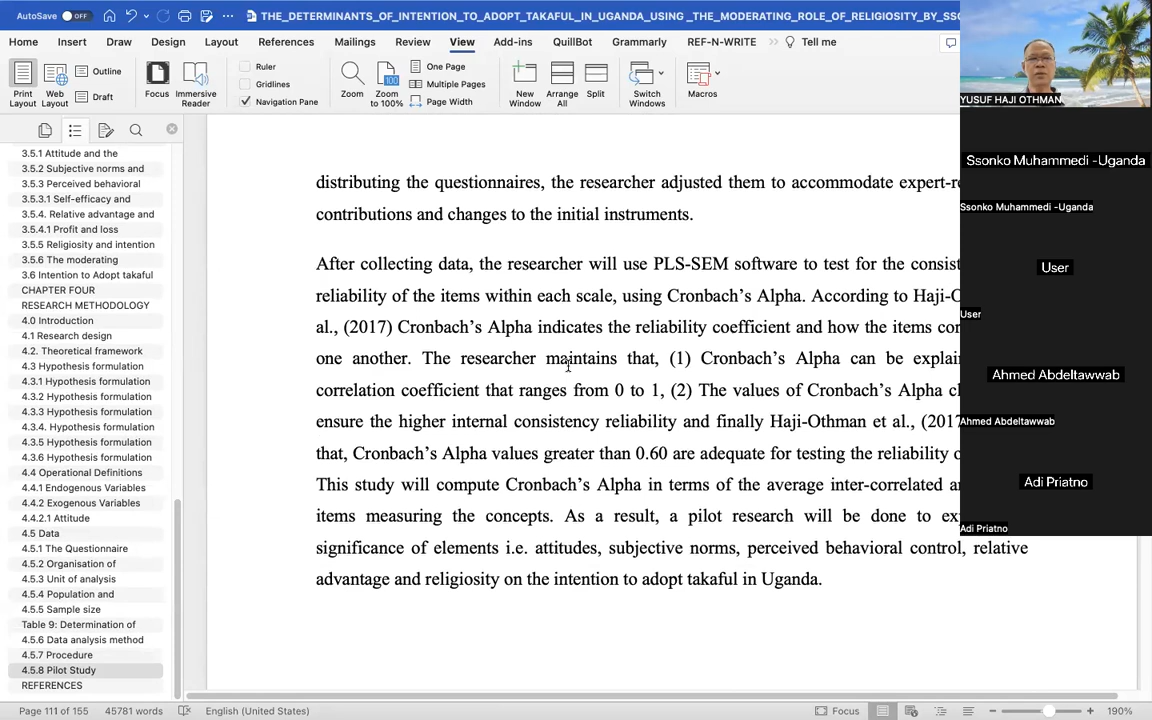 AutoSave OFF THE_DETERMINANTS_OF_INTENTION_TO_ADOPT_TAKAFUL_IN_UGANDA_USING _THE_MODERATING_ROLE_OF_RELIGIOSITY_BY_SSO
Home Insert Draw Design Layout References Mailings Review View Add-ins QuillBot Grammarly REF-N-WRITE >> Tell me
Print Layout
Web Layout
Outline
Draft
Focus
Immersive Reader
Ruler
Gridlines
Navigation Pane
Zoom
100
Zoom to 100%
One Page
Multiple Pages
Page Width
New Window
Arrange All
Split
Switch Windows
Macros
3.5.1 Attitude and the
3.5.2 Subjective norms and
3.5.3 Perceived behavioral
3.5.3.1 Self-efficacy and
3.5.4. Relative advantage and
3.5.4.1 Profit and loss
3.5.5 Religiosity and intention
3.5.6 The moderating
3.6 Intention to Adopt takaful
CHAPTER FOUR
RESEARCH METHODOLOGY
4.0 Introduction
4.1 Research design
4.2. Theoretical framework
4.3 Hypothesis formulation
4.3.1 Hypothesis formulation
4.3.2 Hypothesis formulation
4.3.3 Hypothesis formulation
4.3.4. Hypothesis formulation
4.3.5 Hypothesis formulation
4.3.6 Hypothesis formulation
4.4 Operational Definitions
4.4.1 Endogenous Variables
4.4.2 Exogenous Variables
4.4.2.1 Attitude
4.5 Data
4.5.1 The Questionnaire
4.5.2 Organisation of
4.5.3 Unit of analysis
4.5.4 Population and
4.5.5 Sample size
Table 9: Determination of
4.5.6 Data analysis method
4.5.7 Procedure
4.5.8 Pilot Study
REFERENCES
distributing the questionnaires, the researcher adjusted them to accommodate expert-re
contributions and changes to the initial instruments.
After collecting data, the researcher will use PLS-SEM software to test for the consist
reliability of the items within each scale, using Cronbach's Alpha. According to Haji-O
al., (2017) Cronbach's Alpha indicates the reliability coefficient and how the items cor
one another. The researcher maintains that, (1) Cronbach's Alpha can be explain
correlation coefficient that ranges from 0 to 1, (2) The values of Cronbach's Alpha cl
ensure the higher internal consistency reliability and finally Haji-Othman et al., (2017
that, Cronbach's Alpha values greater than 0.60 are adequate for testing the reliability o
This study will compute Cronbach's Alpha in terms of the average inter-correlated a
items measuring the concepts. As a result, a pilot research will be done to ex
significance of elements i.e. attitudes, subjective norms, perceived behavioral control, relative
advantage and religiosity on the intention to adopt takaful in Uganda.
YUSUF HAJI OTHMAN
Ssonko Muhammedi -Uganda
Ssonko Muhammedi -Uganda
User
User
Ahmed Abdeltawwab
Ahmed Abdeltawwab
Adi Priatno
Adi Priatno
Page 111 of 155 45781 words English (United States) Focus 190%